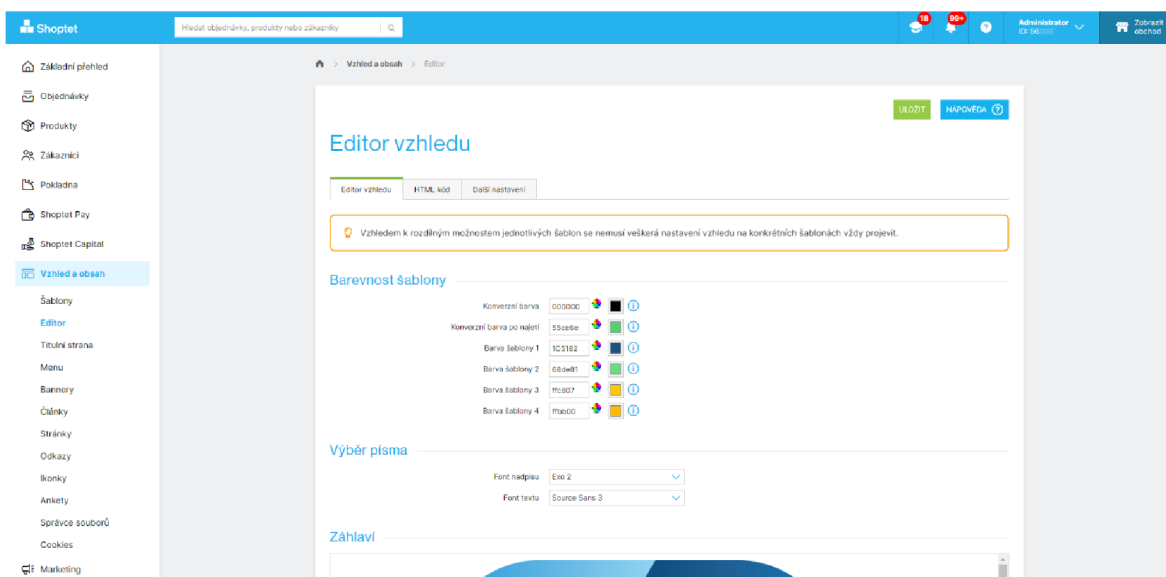 Shoptet
Hledat objednávky, produkty nebo zákazníky
18
99+
Administrator
ID: 56
Zobrazit
obchod
Základní přehled
Objednávky
Produkty
Zákazníci
Pokladna
Shoptet Pay
Shoptet Capital
Vzhled a obsah
Šablony
Editor
Titulní strana
Menu
Bannery
Články
Stránky
Odkazy
Ikonky
Ankety
Správce souborů
Cookies
Marketing
Vzhled a obsah > Editor
ULOŽIT NÁPOVĚDA ?
Editor vzhledu
Editor vzhledu HTML kód Další nastavení
Vzhledem k rozdílným možnostem jednotlivých šablon se nemusí veškerá nastavení vzhledu na konkrétních šablonách vždy projevit.
Barevnost šablony
Konverzní barva 000000
Konverzní barva po najetí 55ce6e
Barva šablony 1 1C5182
Barva šablony 2 68de81
Barva šablony 3 ffc807
Barva šablony 4 ffbb00
Výběr písma
Font nadpisu Exo 2
Font textu Source Sans 3
Záhlaví